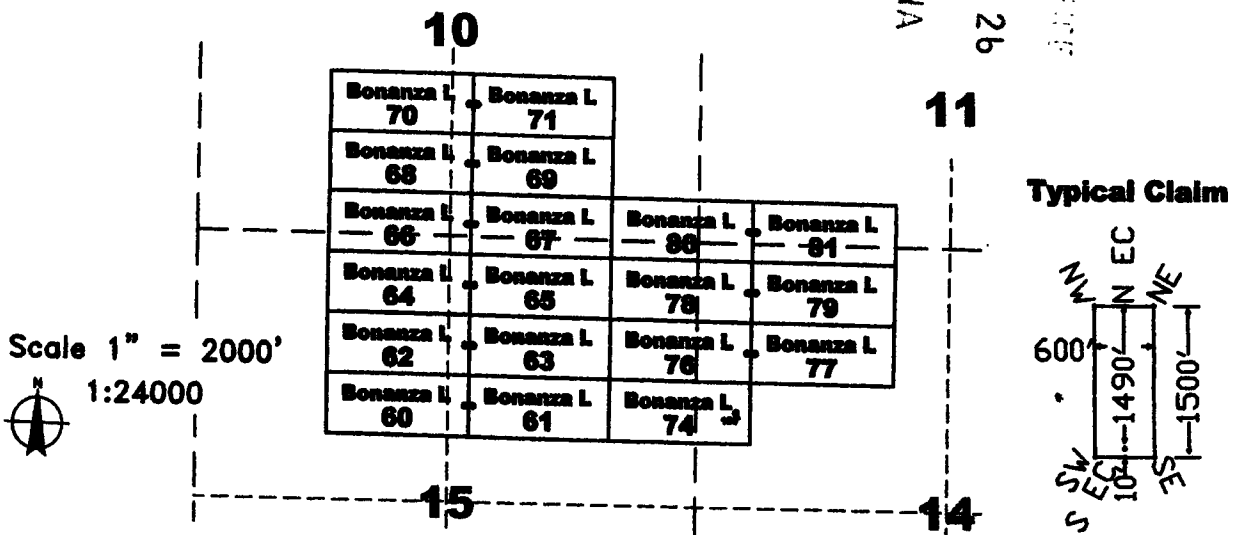 10
26
11
Bonanza L
70
Bonanza L
71
Bonanza L
68
Bonanza L
69
Bonanza L
66
Bonanza L
67
Bonanza L
80
Bonanza L
81
Bonanza L
64
Bonanza L
65
Bonanza L
78
Bonanza L
79
Bonanza L
62
Bonanza L
63
Bonanza L
76
Bonanza L
77
Bonanza L
60
Bonanza L
61
Bonanza L
74
15
14
Scale 1" = 2000'
1:24000
N
Typical Claim
NW
N EC
NE
600'
1490'
1500'
10'
SW
S EC
SE